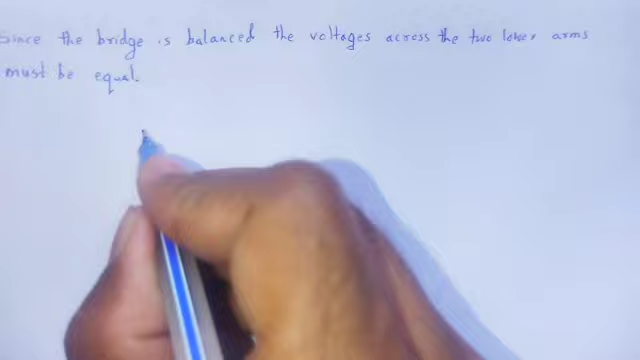 Since the bridge is balanced the voltages across the two lower arms
must be equal.